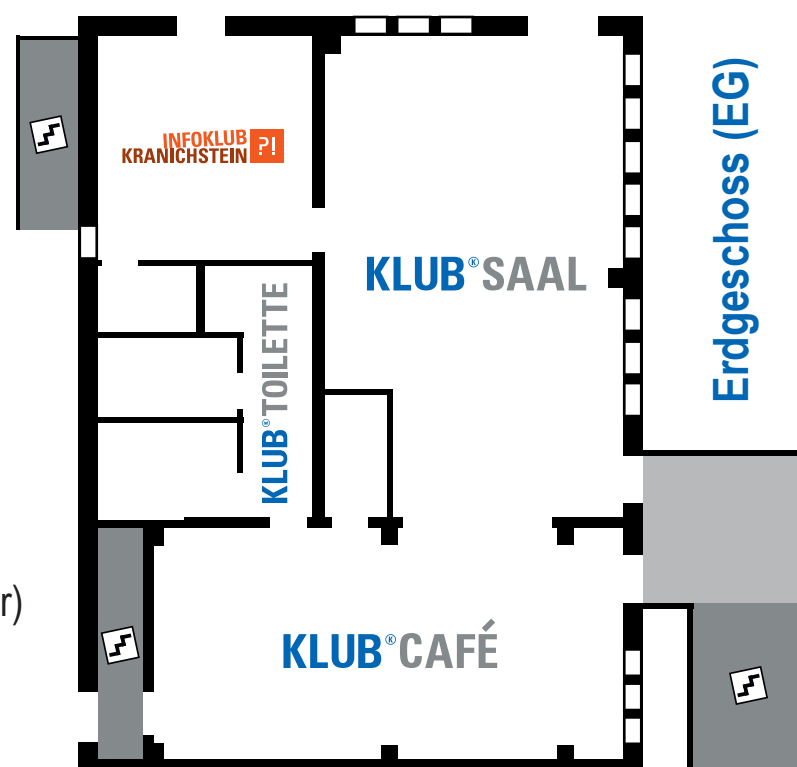 INFOKLUB
KRANICHSTEIN ?!
KLUB®SAAL
Erdgeschoss (EG)
KLUB®TOILETTE
r)
KLUB®CAFÉ